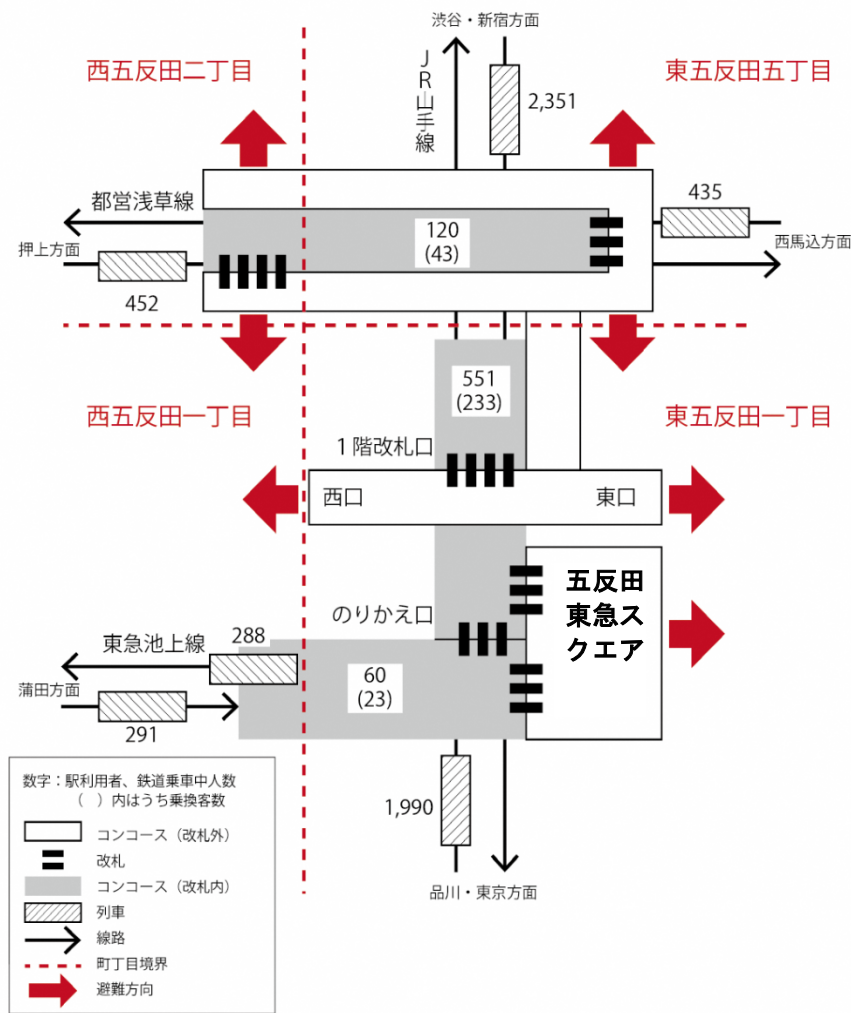 渋谷・新宿方面
西五反田二丁目
JR山手線
2,351
東五反田五丁目
都営浅草線
435
120
(43)
押上方面
西馬込方面
452
551
(233)
西五反田一丁目
東五反田一丁目
1階改札口
西口
東口
五反田
東急ス
クエア
のりかえ口
東急池上線
288
60
(23)
蒲田方面
291
1,990
品川・東京方面
数字:駅利用者、鉄道乗車中人数
( )内はうち乗換客数
コンコース(改札外)
改札
コンコース(改札内)
列車
線路
町丁目境界
避難方向